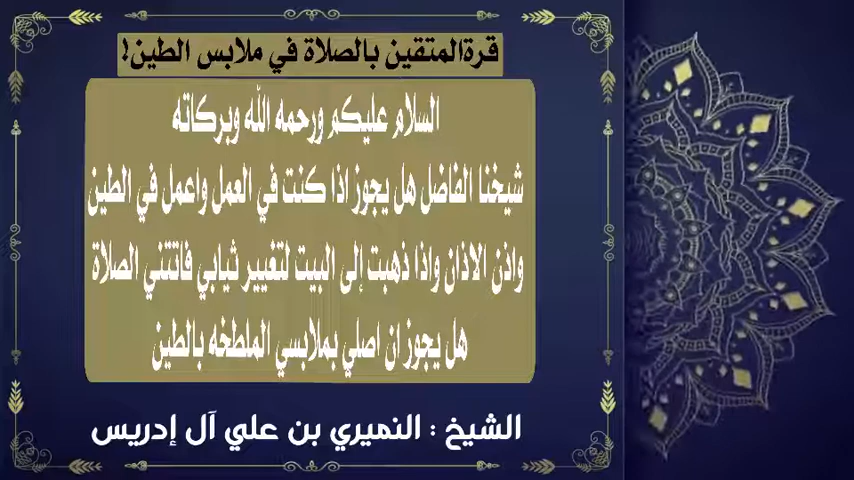 قرةالمتقين بالصلاة في ملابس الطين!
السلام عليكم ورحمه الله وبركاته
شيخنا الفاضل هل يجوز اذا كنت في العمل واعمل في الطين
واذن الاذان واذا ذهبت إلى البيت لتغيير ثيابي فاتتني الصلاة
هل يجوز ان اصلي بملابسي الملطخه بالطين
الشيخ : النميري بن علي آل إدريس